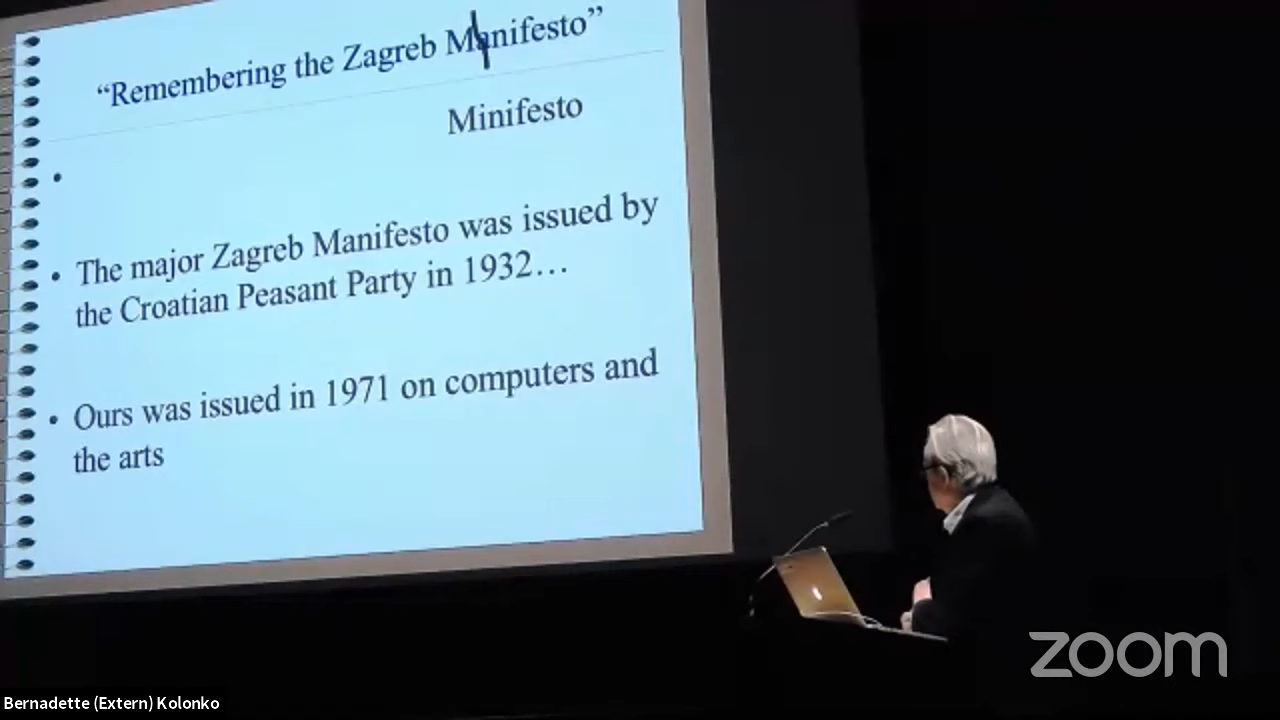 “Remembering the Zagreb Manifesto”
Minifesto
• The major Zagreb Manifesto was issued by
the Croatian Peasant Party in 1932…
• Ours was issued in 1971 on computers and
the arts
zoom
Bernadette (Extern) Kolonko